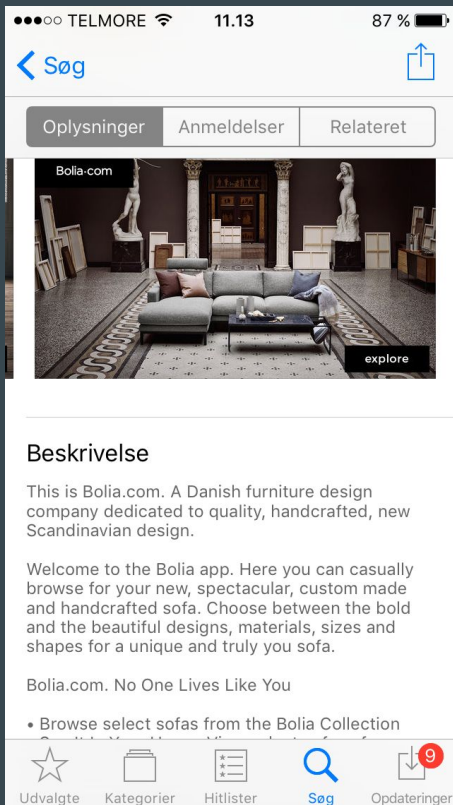 TELMORE 11.13 87 %
Søg
Oplysninger Anmeldelser Relateret
Bolia.com
explore
Beskrivelse
This is Bolia.com. A Danish furniture design
company dedicated to quality, handcrafted, new
Scandinavian design.
Welcome to the Bolia app. Here you can casually
browse for your new, spectacular, custom made
and handcrafted sofa. Choose between the bold
and the beautiful designs, materials, sizes and
shapes for a unique and truly you sofa.
Bolia.com. No One Lives Like You
• Browse select sofas from the Bolia Collection
9
Udvalgte Kategorier Hitlister Søg Opdateringer